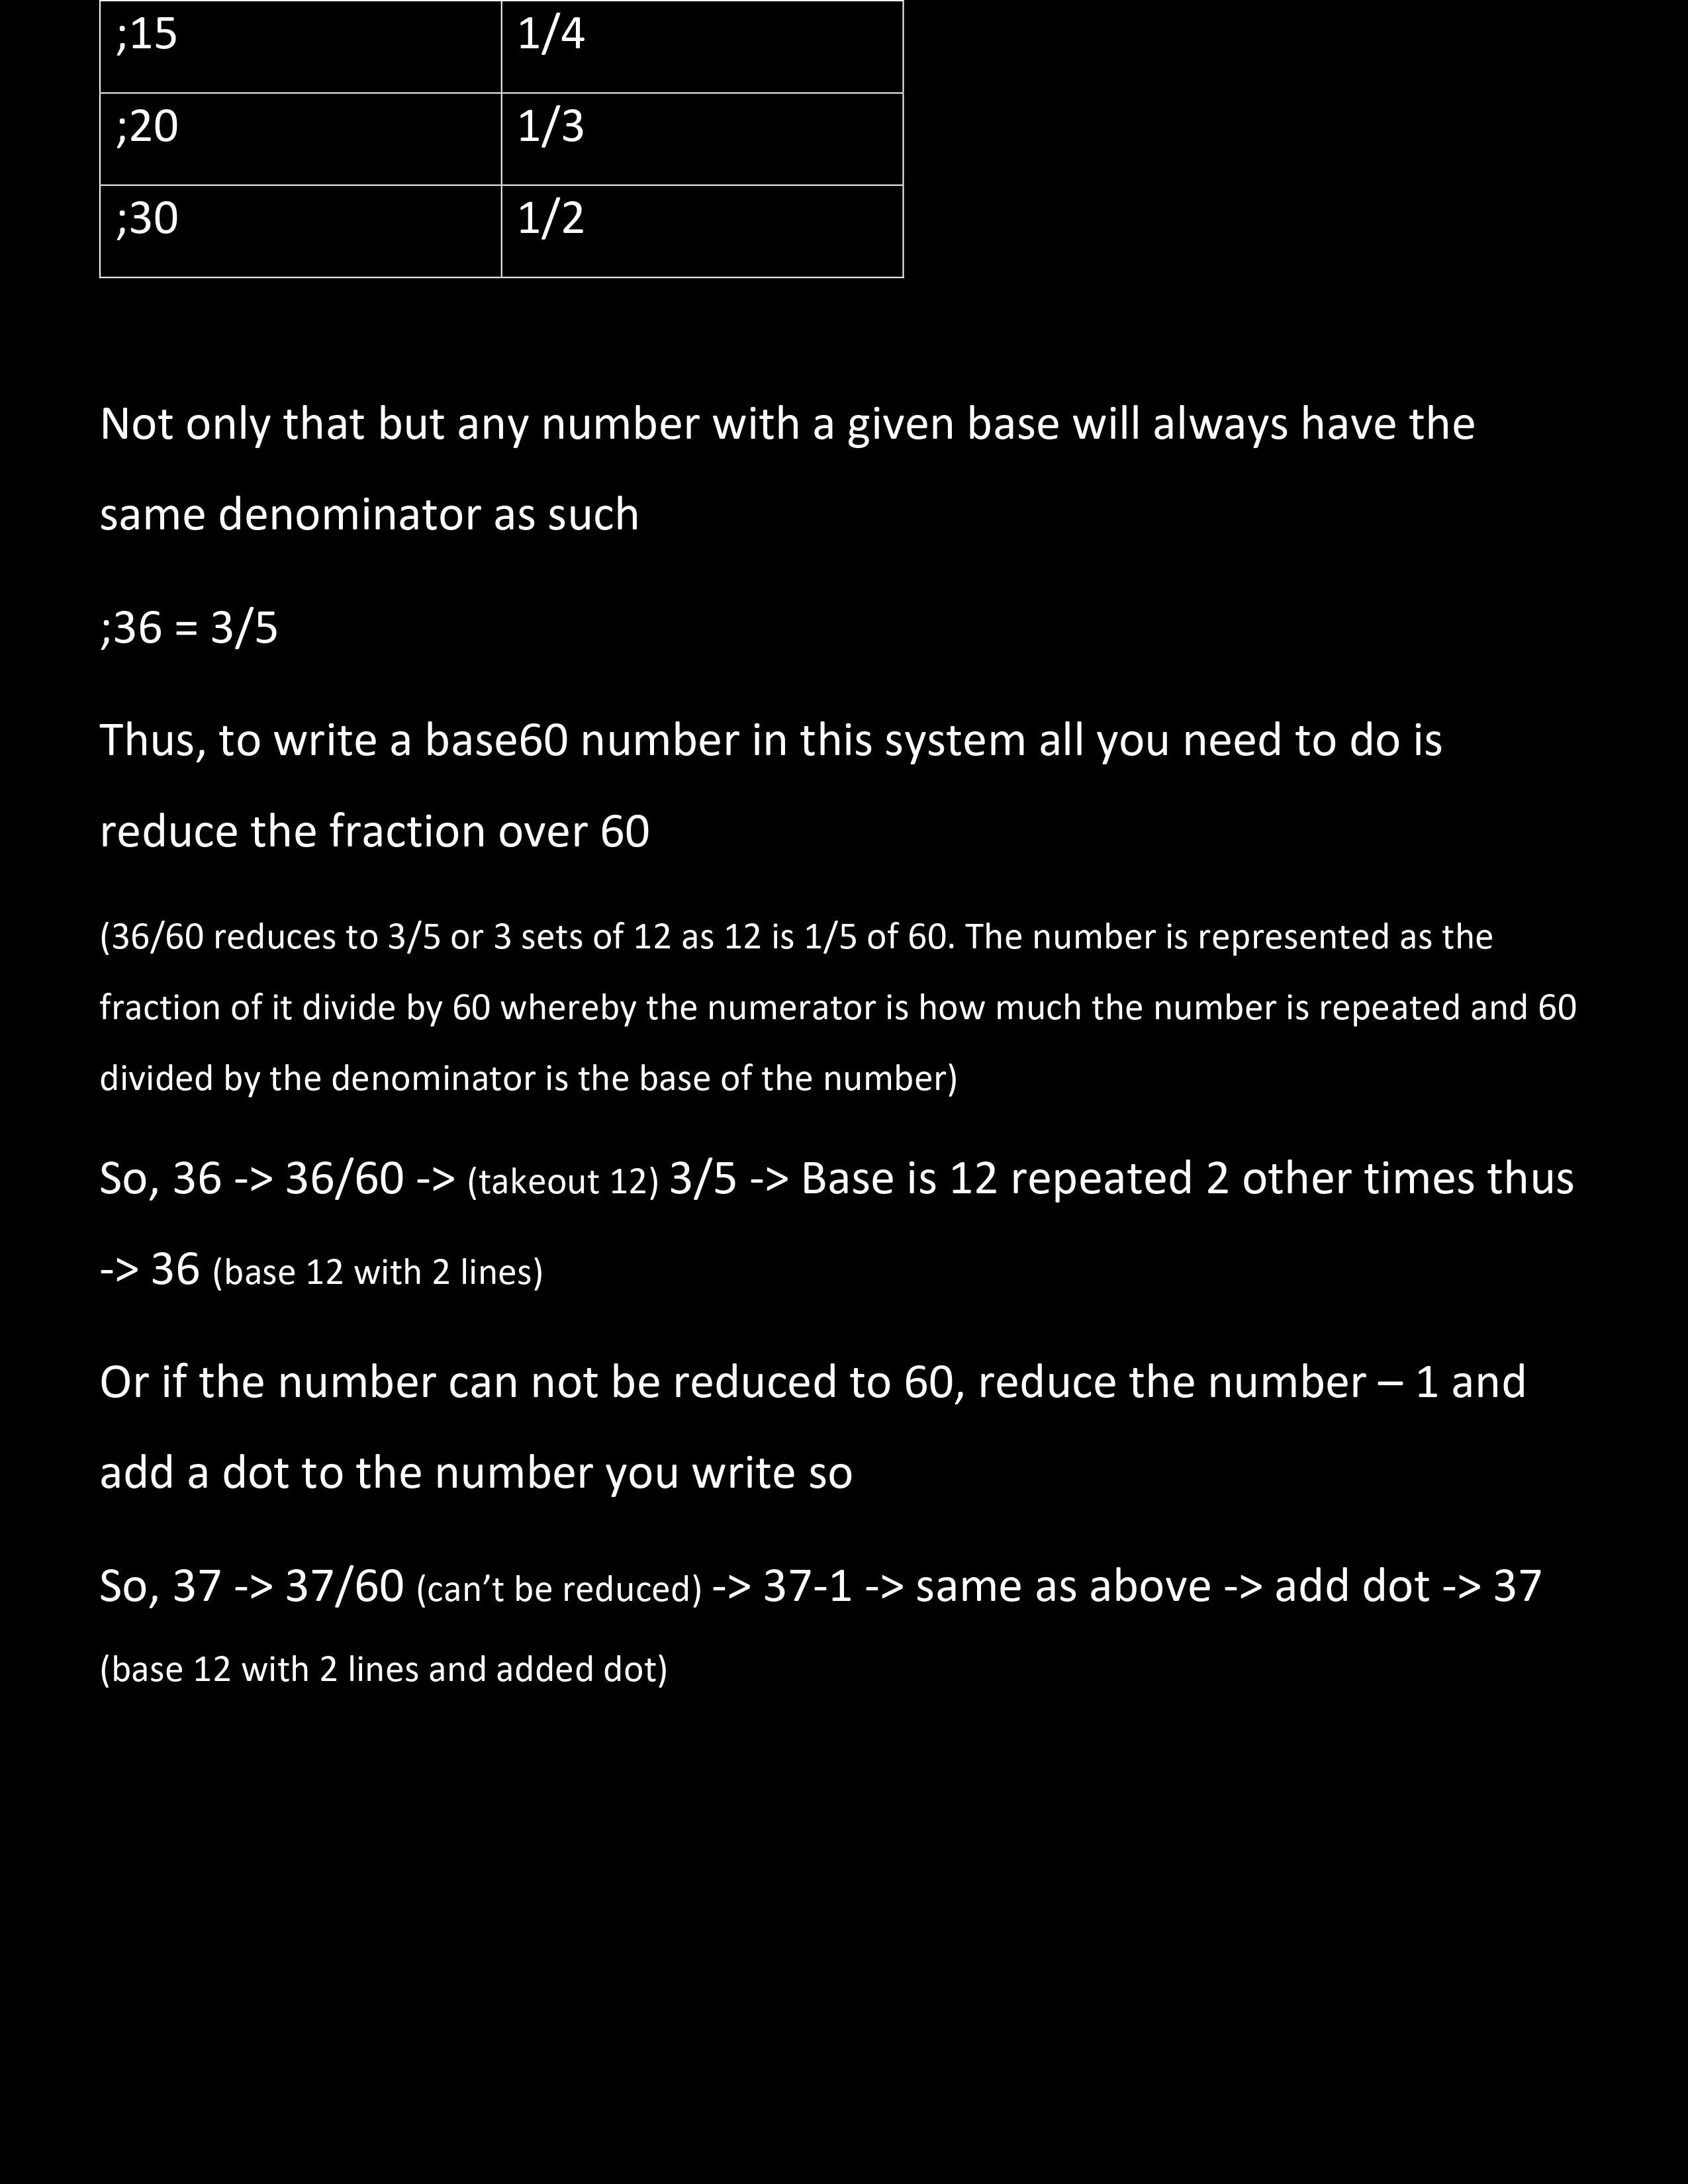 ;15 1/4
;20 1/3
;30 1/2
Not only that but any number with a given base will always have the
same denominator as such
;36 = 3/5
Thus, to write a base60 number in this system all you need to do is
reduce the fraction over 60
(36/60 reduces to 3/5 or 3 sets of 12 as 12 is 1/5 of 60. The number is represented as the
fraction of it divide by 60 whereby the numerator is how much the number is repeated and 60
divided by the denominator is the base of the number)
So, 36 -> 36/60 -> (takeout 12) 3/5 -> Base is 12 repeated 2 other times thus
-> 36 (base 12 with 2 lines)
Or if the number can not be reduced to 60, reduce the number – 1 and
add a dot to the number you write so
So, 37 -> 37/60 (can’t be reduced) -> 37-1 -> same as above -> add dot -> 37
(base 12 with 2 lines and added dot)